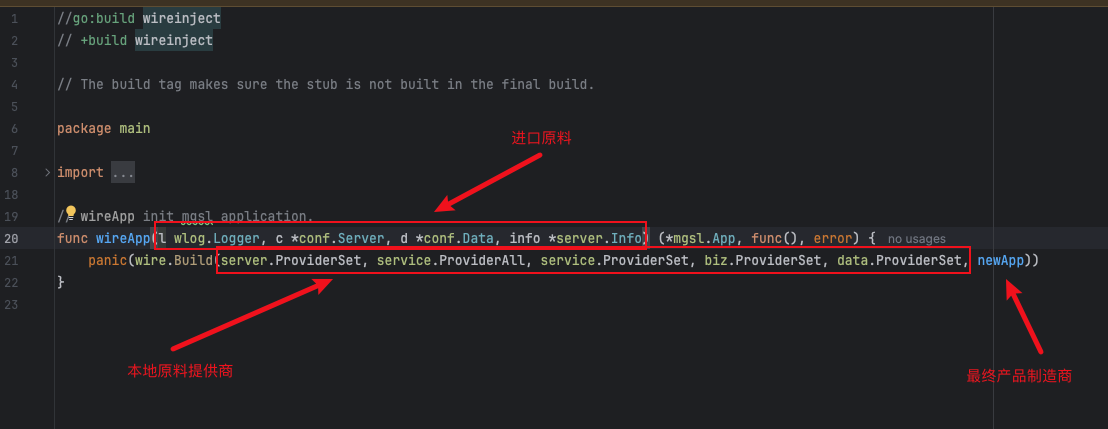 1 //go:build wireinject
2 // +build wireinject
3
4 // The build tag makes sure the stub is not built in the final build.
5
6 package main
7
进口原料
8 import ...
18
19 // wireApp init mgsl application.
20 func wireApp(l wlog.Logger, c *conf.Server, d *conf.Data, info *server.Info) (*mgsl.App, func(), error) { no usages
21 panic(wire.Build(server.ProviderSet, service.ProviderAll, service.ProviderSet, biz.ProviderSet, data.ProviderSet, newApp))
22 }
23
本地原料提供商
最终产品制造商